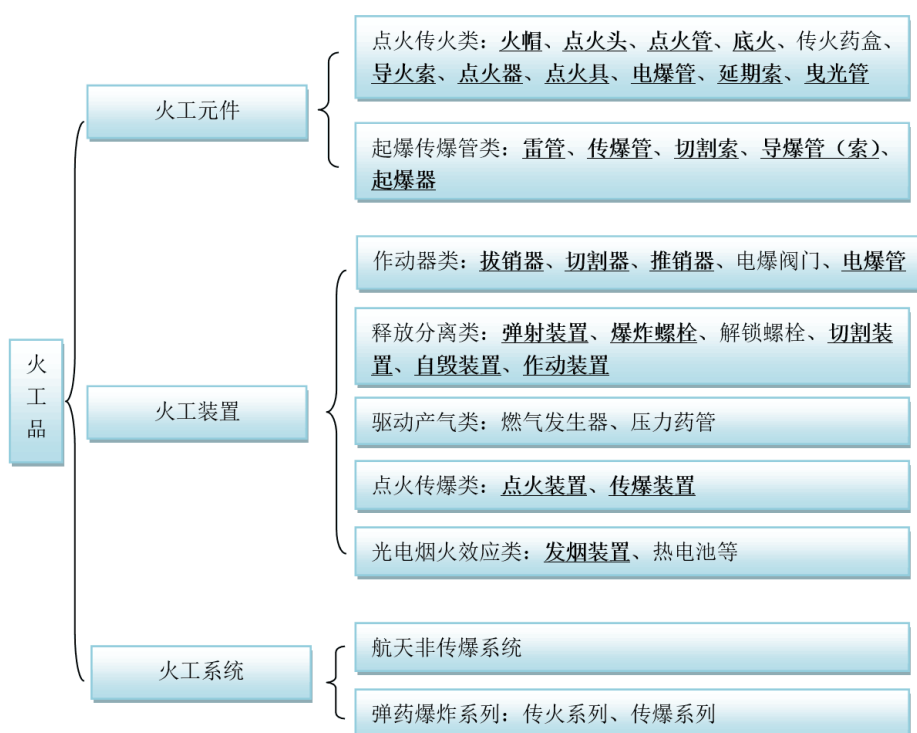 点火传火类：火帽、点火头、点火管、底火、传火药盒、
导火索、点火器、点火具、电爆管、延期索、曳光管
火工元件
起爆传爆管类：雷管、传爆管、切割索、导爆管（索）、
起爆器
作动器类：拔销器、切割器、推销器、电爆阀门、电爆管
释放分离类：弹射装置、爆炸螺栓、解锁螺栓、切割装
置、自毁装置、作动装置
火
工
品
火工装置
驱动产气类：燃气发生器、压力药管
点火传爆类：点火装置、传爆装置
光电烟火效应类：发烟装置、热电池等
火工系统
航天非传爆系统
弹药爆炸系列：传火系列、传爆系列